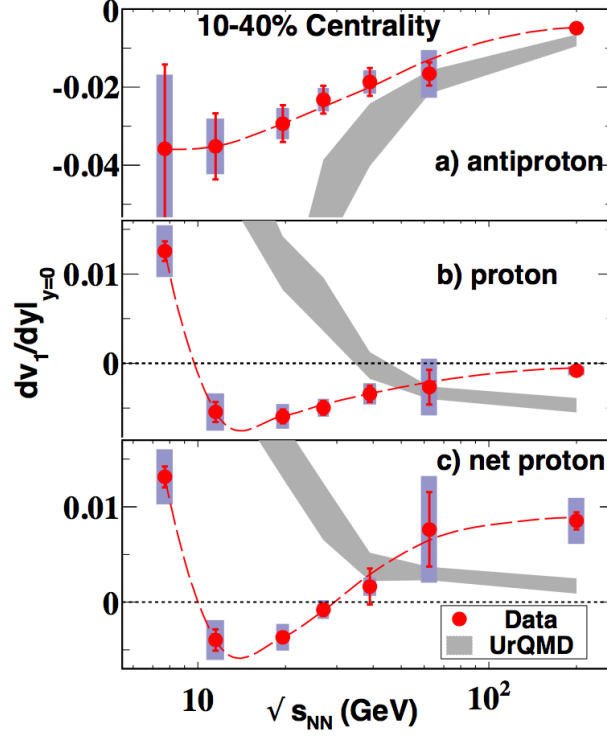 10-40% Centrality
0
-0.02
-0.04
a) antiproton
0.01
0
b) proton
dv₁/dy|y=0
c) net proton
0.01
0
Data
UrQMD
10
10²
√ sNN (GeV)